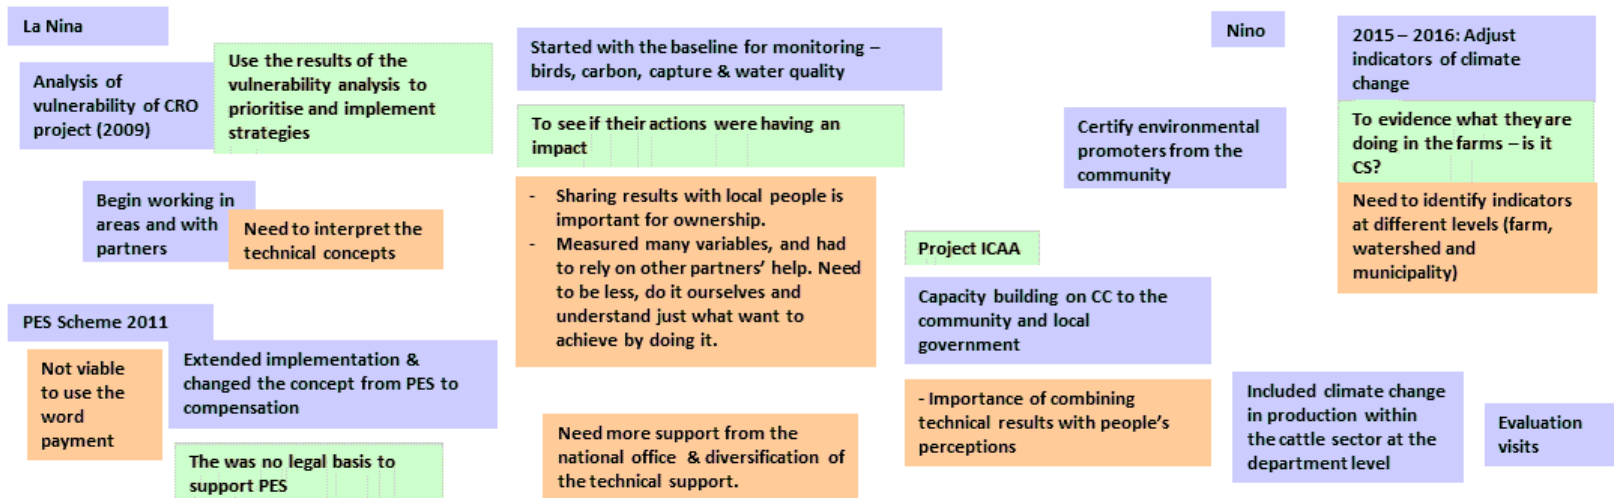 La Nina
Analysis of
vulnerability of CRO
project (2009)
Use the results of the
vulnerability analysis to
prioritise and implement
strategies
Begin working in
areas and with
partners
Need to interpret the
technical concepts
PES Scheme 2011
Not viable
to use the
word
payment
Extended implementation &
changed the concept from PES to
compensation
The was no legal basis to
support PES
Started with the baseline for monitoring –
birds, carbon, capture & water quality
To see if their actions were having an
impact
- Sharing results with local people is
important for ownership.
- Measured many variables, and had
to rely on other partners’ help. Need
to be less, do it ourselves and
understand just what want to
achieve by doing it.
Need more support from the
national office & diversification of
the technical support.
Nino
Certify environmental
promoters from the
community
Project ICAA
Capacity building on CC to the
community and local
government
- Importance of combining
technical results with people’s
perceptions
2015 – 2016: Adjust
indicators of climate
change
To evidence what they are
doing in the farms – is it
CS?
Need to identify indicators
at different levels (farm,
watershed and
municipality)
Included climate change
in production within
the cattle sector at the
department level
Evaluation
visits